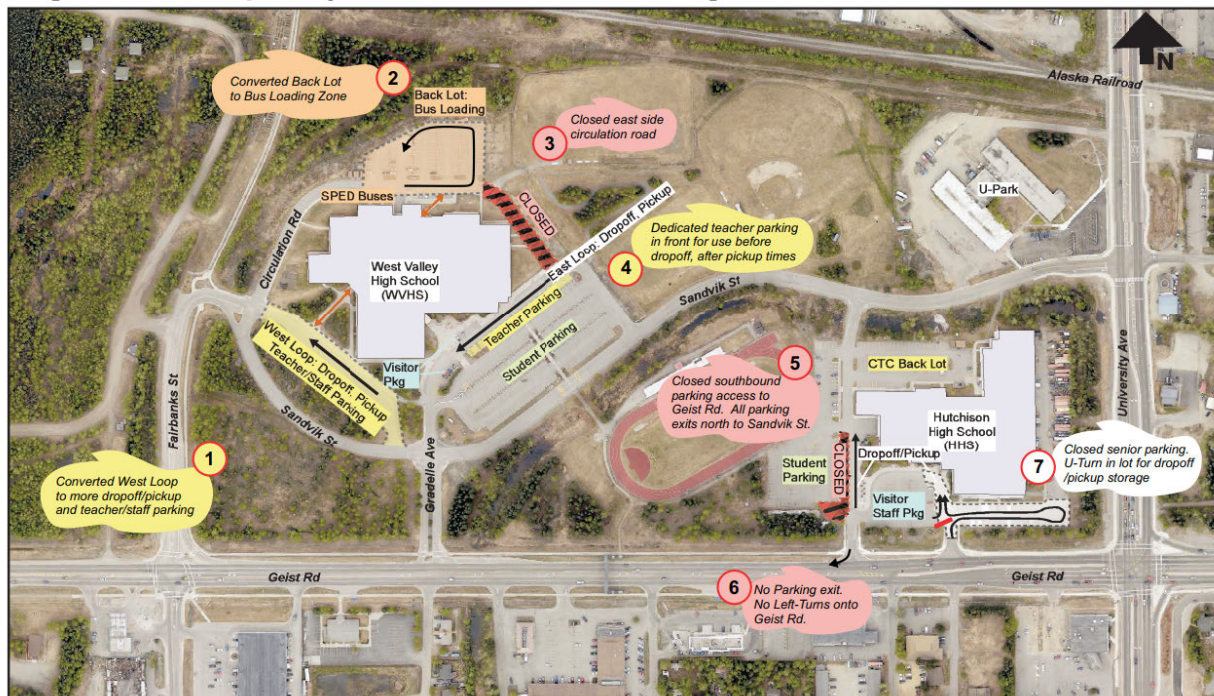 N
Alaska Railroad
2
Converted Back Lot
to Bus Loading Zone
Back Lot:
Bus Loading
3
Closed east side
circulation road
U-Park
SPED Buses
CLOSED
East Loop: Dropoff, Pickup
4
Dedicated teacher parking
in front for use before
dropoff, after pickup times
Circulation Rd
West Valley
High School
(WVHS)
Sandvik St
Teacher Parking
Student Parking
West Loop: Dropoff, Pickup
Teacher/Staff Parking
Visitor
Pkg
5
Closed southbound
parking access to
Geist Rd. All parking
exits north to Sandvik St.
CTC Back Lot
University Ave
Fairbanks St
Sandvik St
Gradelle Ave
Hutchison
High School
(HHS)
1
Converted West Loop
to more dropoff/pickup
and teacher/staff parking
Student
Parking
CLOSED
Dropoff/Pickup
Visitor
Staff Pkg
7
Closed senior parking.
U-Turn in lot for dropoff
/pickup storage
Geist Rd
Geist Rd
6
No Parking exit.
No Left-Turns onto
Geist Rd.